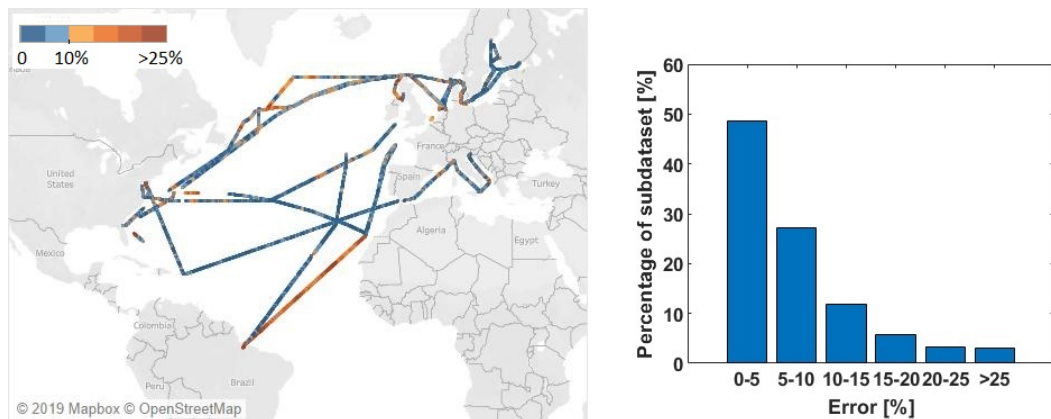 0 10% >25%
United
States
Mexico
Colombia
Peru
Brazil
France
Spain
Algeria
Egypt
Turkey
© 2019 Mapbox © OpenStreetMap
Percentage of subdataset [%]
60
50
40
30
20
10
0
0-5 5-10 10-15 15-20 20-25 >25
Error [%]